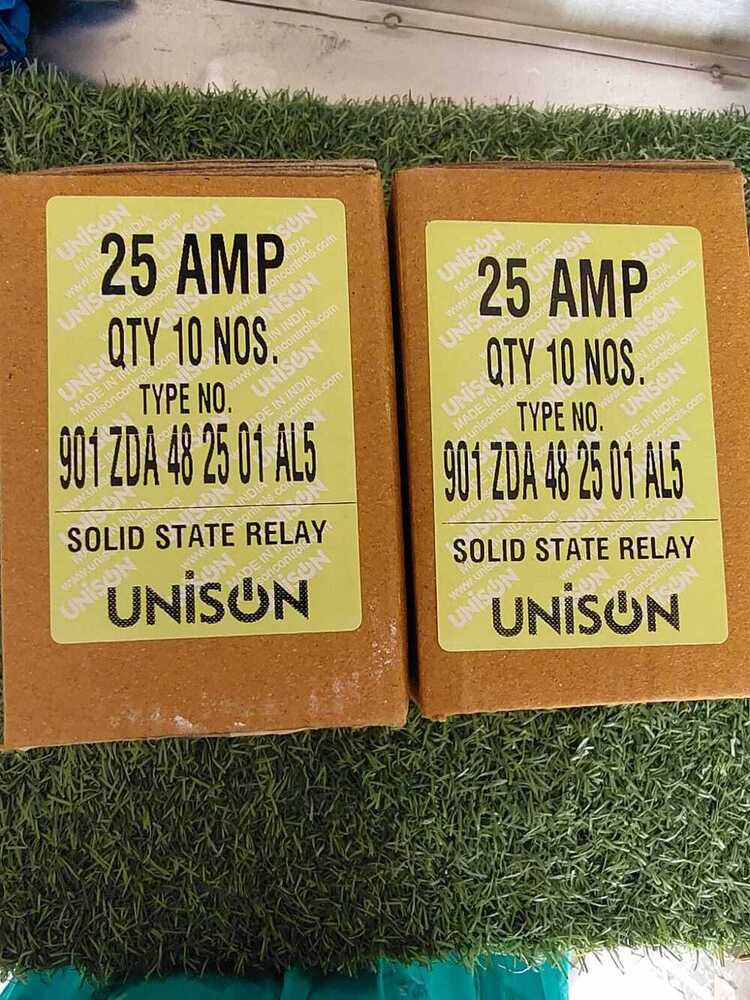 25 AMP
QTY 10 NOS.
TYPE NO.
901 ZDA 48 25 01 AL5
SOLID STATE RELAY
UNiSON
25 AMP
QTY 10 NOS.
TYPE NO.
901 ZDA 48 25 01 AL5
SOLID STATE RELAY
UNiSON